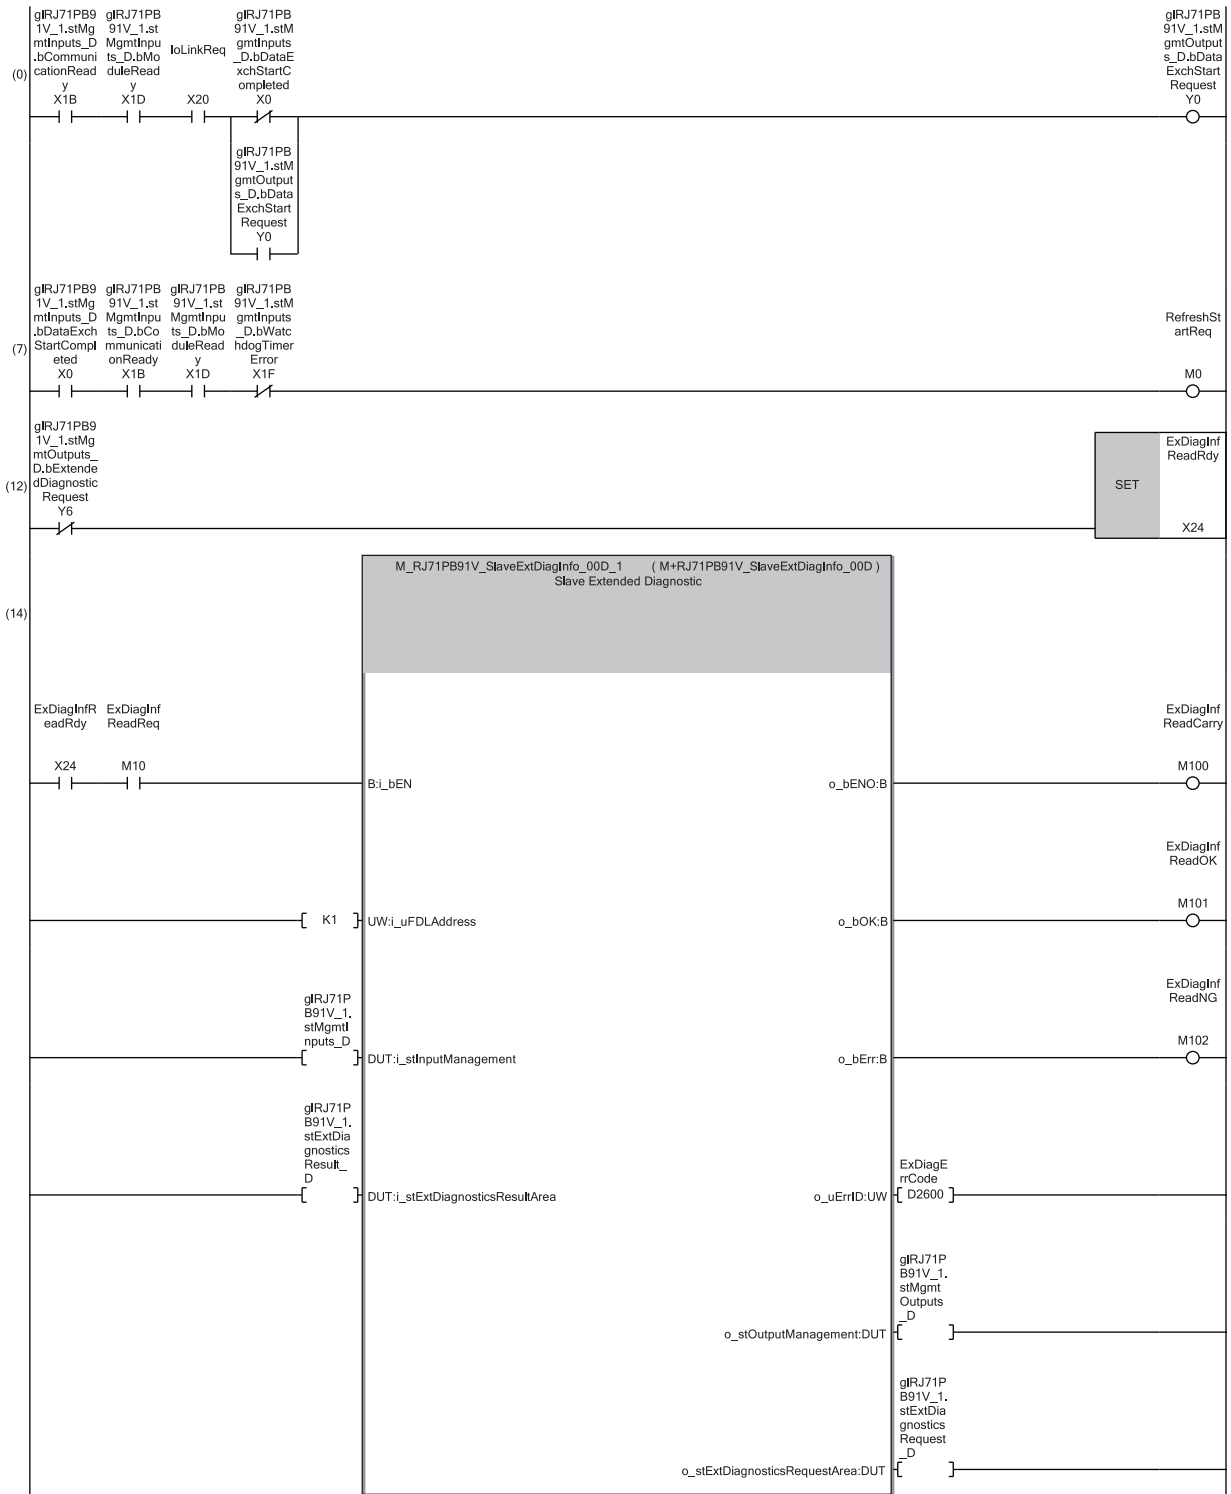 gIRJ71PB9
1V_1.stMg
mtInputs_D
.bCommuni
cationRead
y
X1B
gIRJ71PB
91V_1.st
MgmtInpu
ts_D.bMo
duleRead
y
X1D
IoLinkReq
X20
gIRJ71PB
91V_1.stM
gmtInputs
_D.bDataE
xchStartC
ompleted
X0
gIRJ71PB
91V_1.stM
gmtOutput
s_D.bData
ExchStart
Request
Y0
(0)
gIRJ71PB
91V_1.stM
gmtOutput
s_D.bData
ExchStart
Request
Y0
gIRJ71PB9
1V_1.stMg
mtInputs_D
.bDataExch
StartCompl
eted
X0
gIRJ71PB
91V_1.st
MgmtInpu
ts_D.bCo
mmunicati
onReady
X1B
gIRJ71PB
91V_1.st
MgmtInpu
ts_D.bMo
duleRead
y
X1D
gIRJ71PB
91V_1.stM
gmtInputs
_D.bWatc
hdogTimer
Error
X1F
RefreshSt
artReq
M0
(7)
gIRJ71PB9
1V_1.stMg
mtOutputs_
D.bExtende
dDiagnostic
Request
Y6
(12)
SET
ExDiagInf
ReadRdy
X24
(14)
M_RJ71PB91V_SlaveExtDiagInfo_00D_1 ( M+RJ71PB91V_SlaveExtDiagInfo_00D )
Slave Extended Diagnostic
ExDiagInfR
eadRdy
X24
ExDiagInf
ReadReq
M10
B:i_bEN
o_bENO:B
ExDiagInf
ReadCarry
M100
K1
UW:i_uFDLAddress
o_bOK:B
ExDiagInf
ReadOK
M101
gIRJ71P
B91V_1.
stMgmtI
nputs_D
DUT:i_stInputManagement
o_bErr:B
ExDiagInf
ReadNG
M102
gIRJ71P
B91V_1.
stExtDia
gnostics
Result_
D
DUT:i_stExtDiagnosticsResultArea
o_uErrID:UW
ExDiagE
rrCode
D2600
o_stOutputManagement:DUT
gIRJ71P
B91V_1.
stMgmt
Outputs
_D
o_stExtDiagnosticsRequestArea:DUT
gIRJ71P
B91V_1.
stExtDia
gnostics
Request
_D